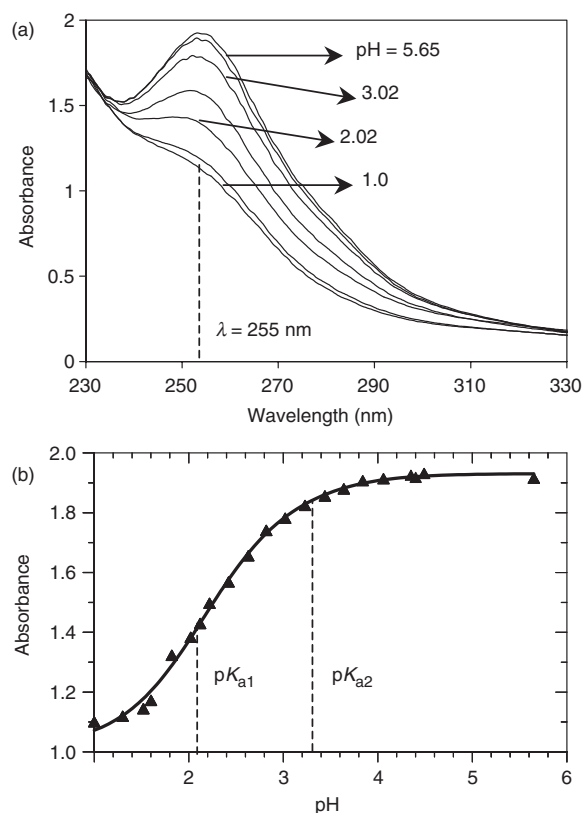 (a)
2
1.5
1
0.5
0
Absorbance
pH = 5.65
3.02
2.02
1.0
λ = 255 nm
230 250 270 290 310 330
Wavelength (nm)
(b)
2.0
1.8
1.6
1.4
1.2
1.0
Absorbance
pKa1
pKa2
2 3 4 5 6
pH